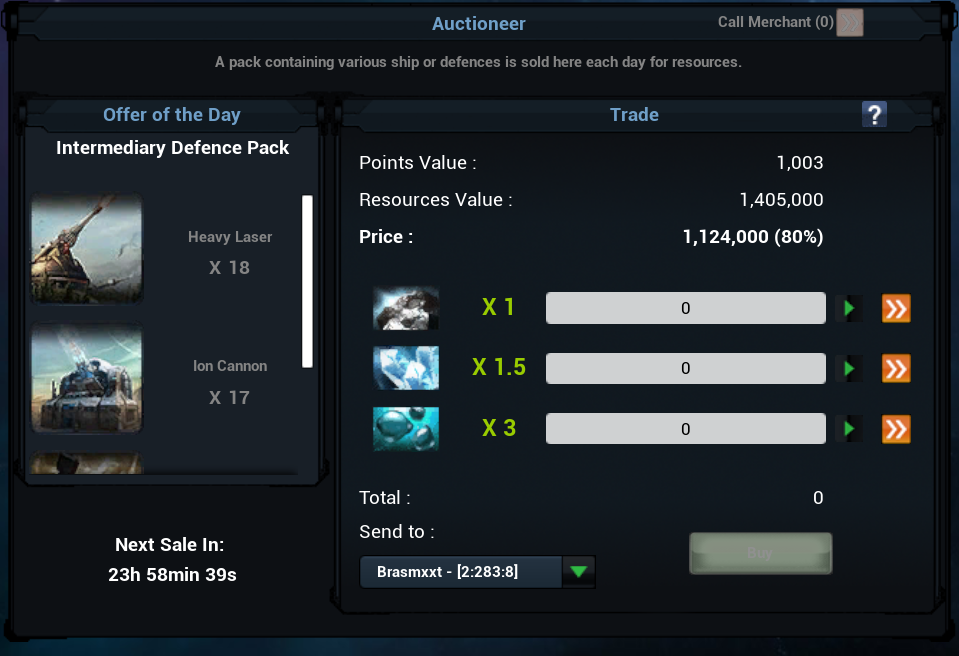 Auctioneer
Call Merchant (0)
A pack containing various ship or defences is sold here each day for resources.
Offer of the Day
Intermediary Defence Pack
Heavy Laser
X 18
Ion Cannon
X 17
Next Sale In:
23h 58min 39s
Trade
?
Points Value : 1,003
Resources Value : 1,405,000
Price : 1,124,000 (80%)
X 1 0
X 1.5 0
X 3 0
Total : 0
Send to :
Brasmxxt - [2:283:8]
Buy